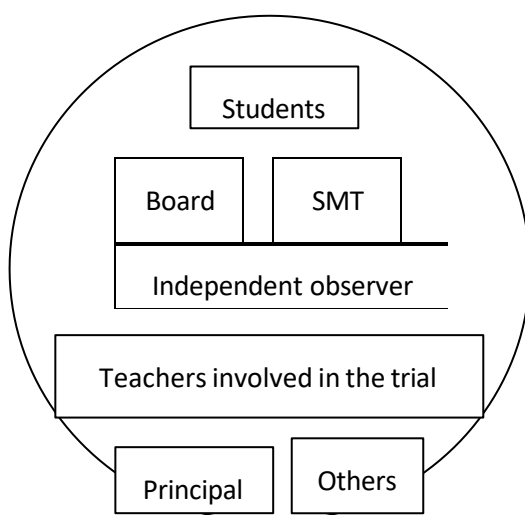 Students
Board SMT
Independent observer
Teachers involved in the trial
Principal Others